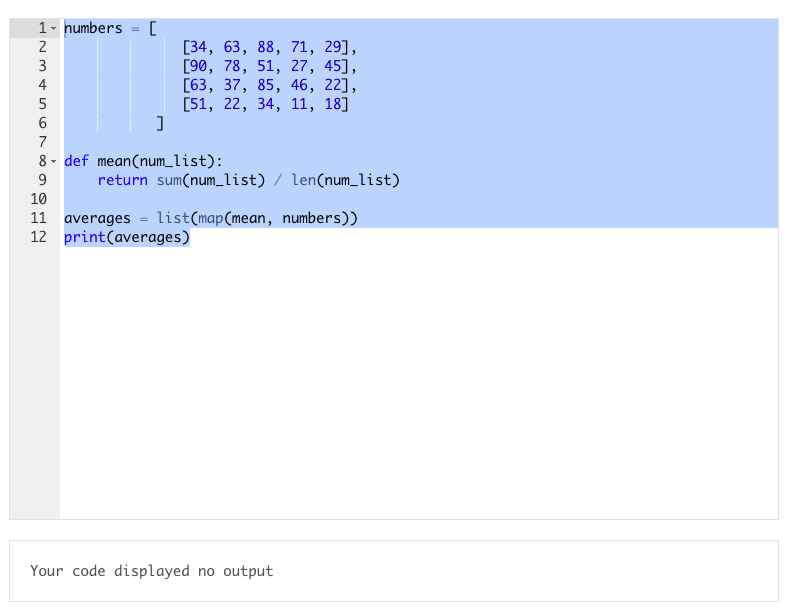 1 numbers = [
2 [34, 63, 88, 71, 29],
3 [90, 78, 51, 27, 45],
4 [63, 37, 85, 46, 22],
5 [51, 22, 34, 11, 18]
6 ]
7
8 def mean(num_list):
9 return sum(num_list) / len(num_list)
10
11 averages = list(map(mean, numbers))
12 print(averages)
Your code displayed no output